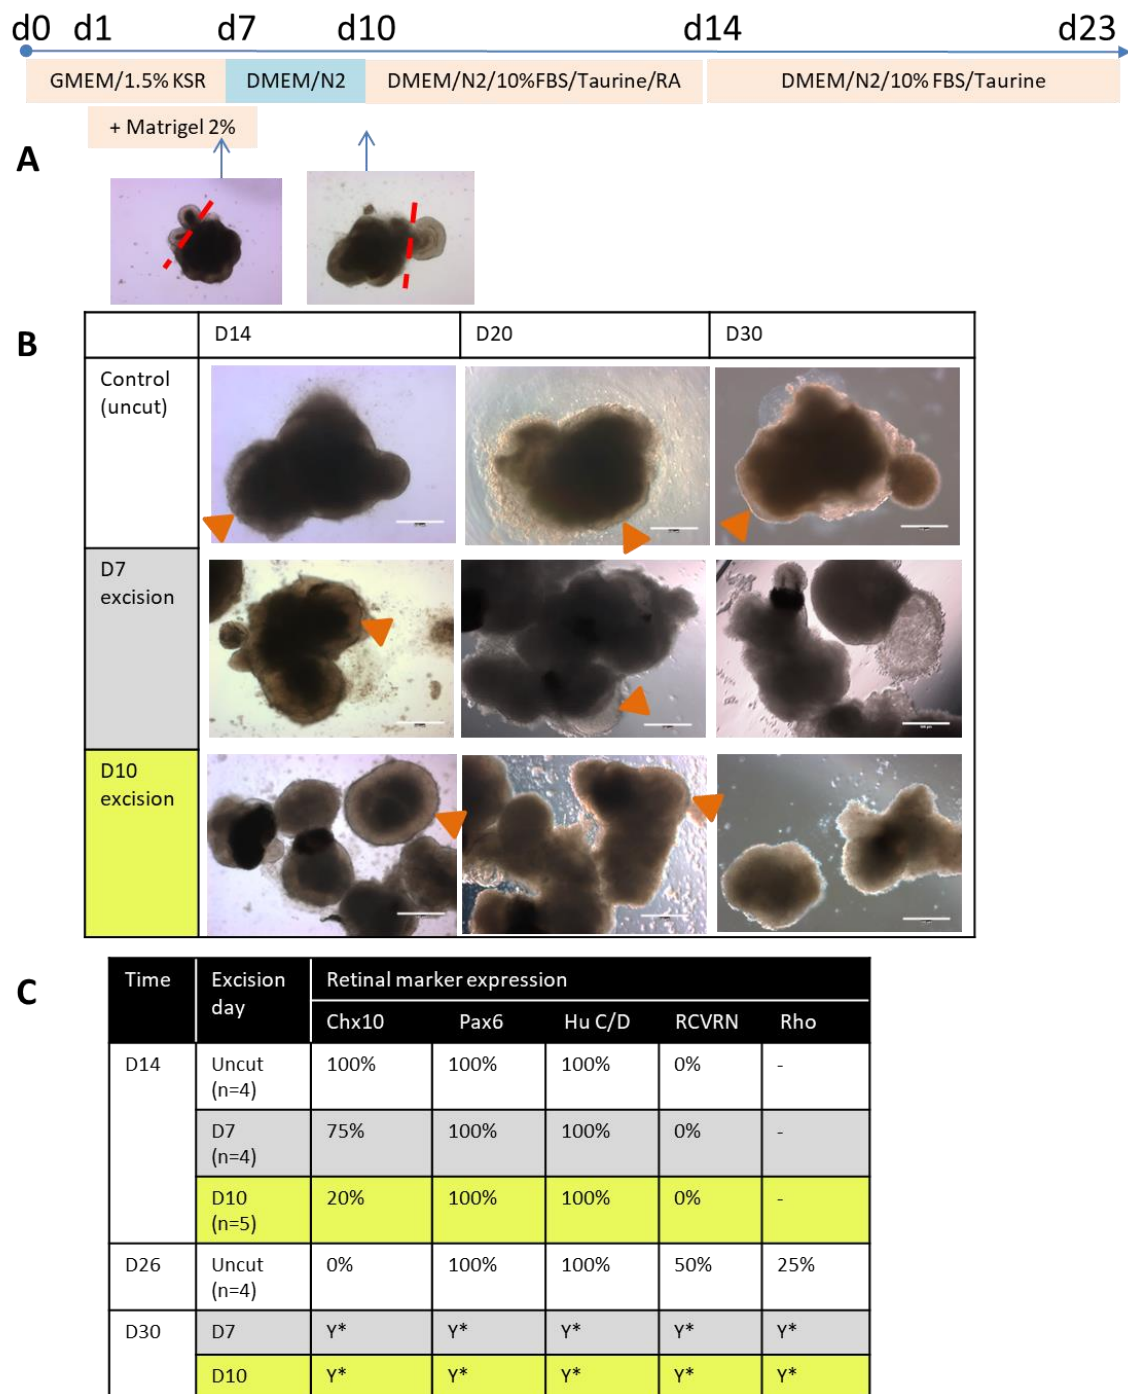 d0 d1 d7 d10 d14 d23
GMEM/1.5% KSR DMEM/N2 DMEM/N2/10%FBS/Taurine/RA DMEM/N2/10% FBS/Taurine
+ Matrigel 2%
A
B
D14 D20 D30
Control
(uncut)
D7
excision
D10
excision
C
Time Excision
day Retinal marker expression
Chx10 Pax6 Hu C/D RCVRN Rho
D14 Uncut
(n=4) 100% 100% 100% 0% -
D7
(n=4) 75% 100% 100% 0% -
D10
(n=5) 20% 100% 100% 0% -
D26 Uncut
(n=4) 0% 100% 100% 50% 25%
D30 D7 Y* Y* Y* Y* Y*
D10 Y* Y* Y* Y* Y*